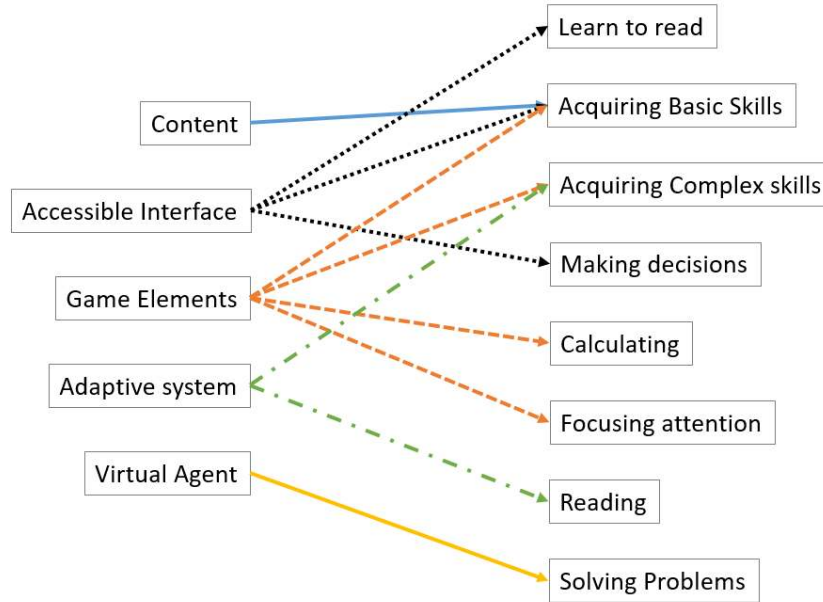 Learn to read
Content
Acquiring Basic Skills
Accessible Interface
Acquiring Complex skills
Making decisions
Game Elements
Calculating
Adaptive system
Focusing attention
Virtual Agent
Reading
Solving Problems